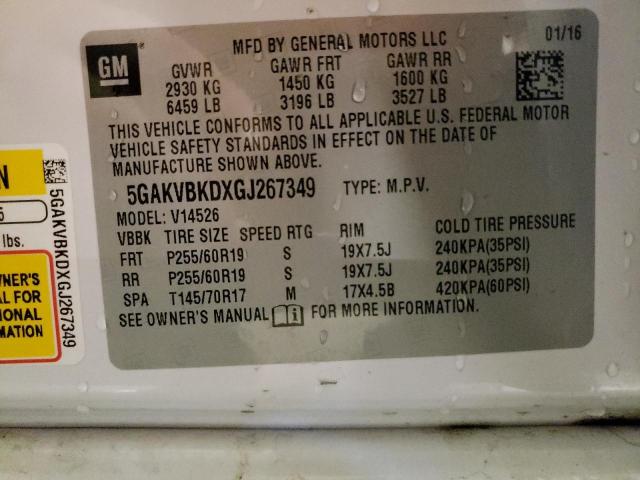 GM
MFD BY GENERAL MOTORS LLC
01/16
GVWR GAWR FRT GAWR RR
2930 KG 1450 KG 1600 KG
6459 LB 3196 LB 3527 LB
THIS VEHICLE CONFORMS TO ALL APPLICABLE U.S. FEDERAL MOTOR
VEHICLE SAFETY STANDARDS IN EFFECT ON THE DATE OF
MANUFACTURE SHOWN ABOVE.
5GAKVBKDXGJ267349 TYPE: M.P.V.
MODEL: V14526
VBBK TIRE SIZE SPEED RTG RIM COLD TIRE PRESSURE
FRT P255/60R19 S 19X7.5J 240KPA(35PSI)
RR P255/60R19 S 19X7.5J 240KPA(35PSI)
SPA T145/70R17 M 17X4.5B 420KPA(60PSI)
SEE OWNER'S MANUAL FOR MORE INFORMATION.
5GAKVBKDXGJ267349
lbs.
FOR